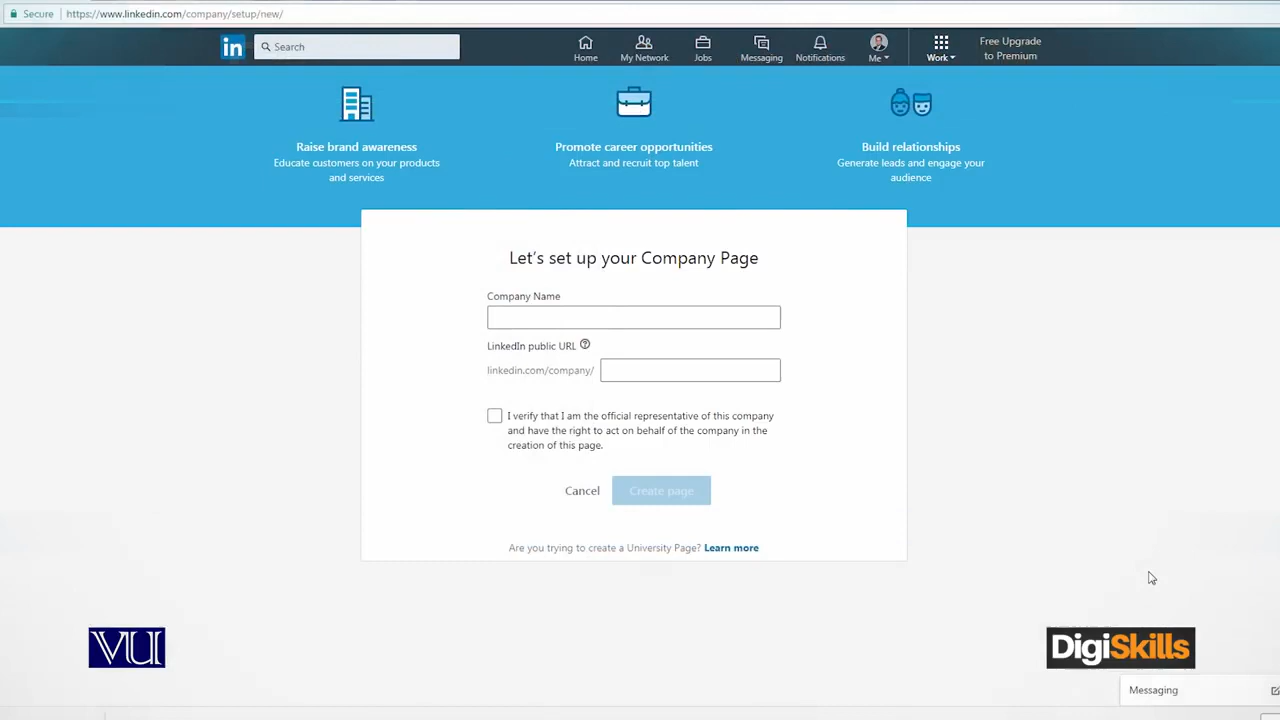 Secure https://www.linkedin.com/company/setup/new/
in Search Home My Network Jobs Messaging Notifications Me Work Free Upgrade
to Premium
Raise brand awareness
Educate customers on your products
and services
Promote career opportunities
Attract and recruit top talent
Build relationships
Generate leads and engage your
audience
Let's set up your Company Page
Company Name
LinkedIn public URL ?
linkedin.com/company/
I verify that I am the official representative of this company
and have the right to act on behalf of the company in the
creation of this page.
Cancel Create page
Are you trying to create a University Page? Learn more
VU
DigiSkills
Messaging